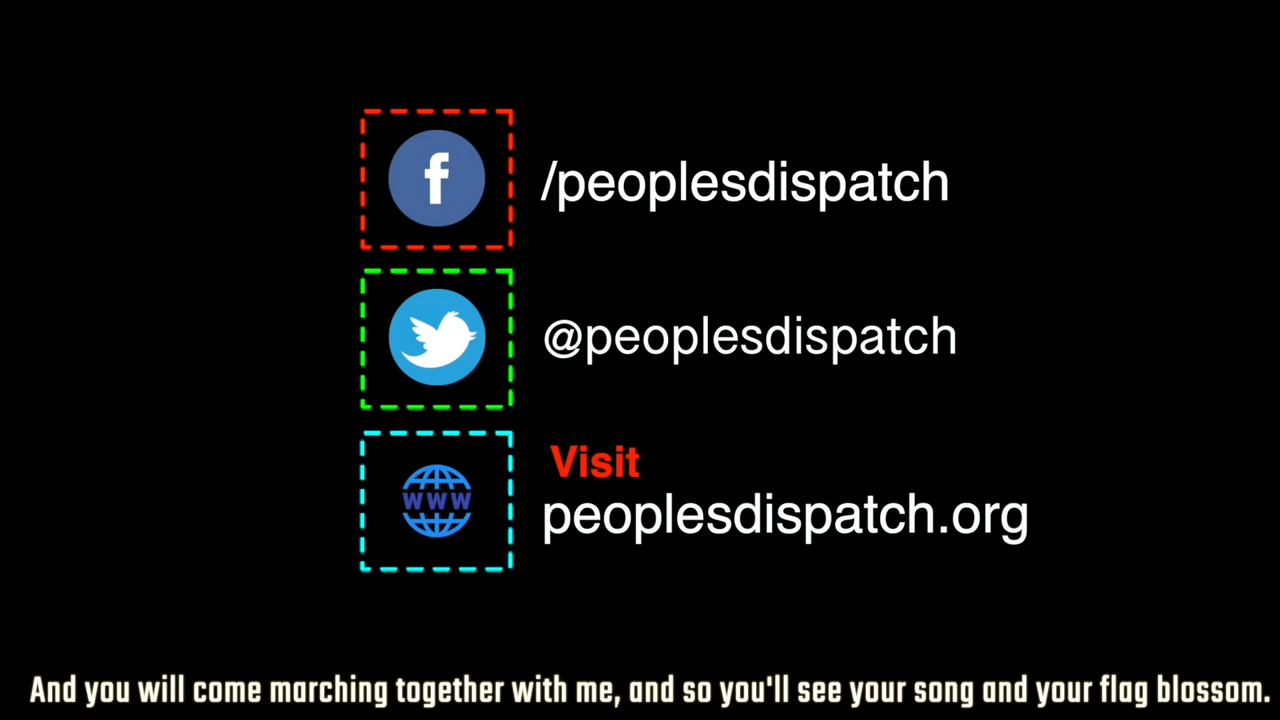 f
/peoplesdispatch
@peoplesdispatch
Visit
www
peoplesdispatch.org
And you will come marching together with me, and so you'll see your song and your flag blossom.